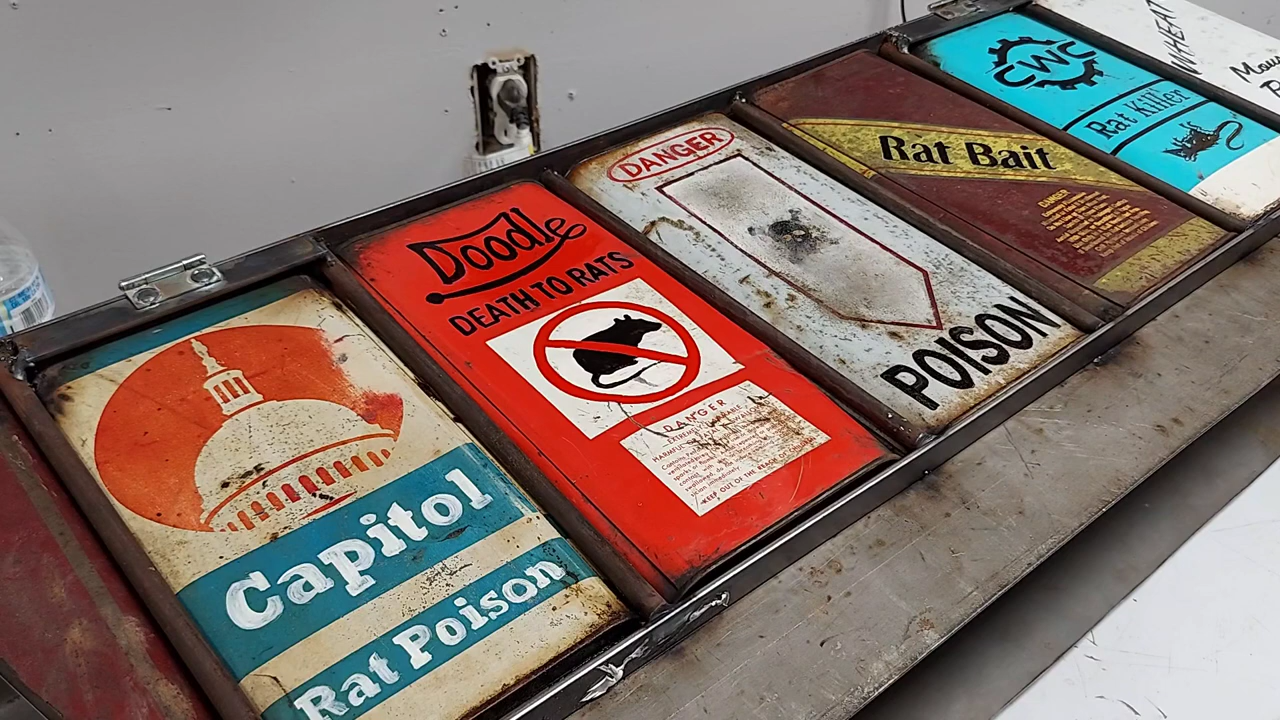 Capitol
Rat Poison
Doodle
DEATH TO RATS
DANGER
KEEP OUT OF THE REACH OF
DANGER
POISON
Rat Bait
DANGER
CWC
Rat Killer
WHEAT